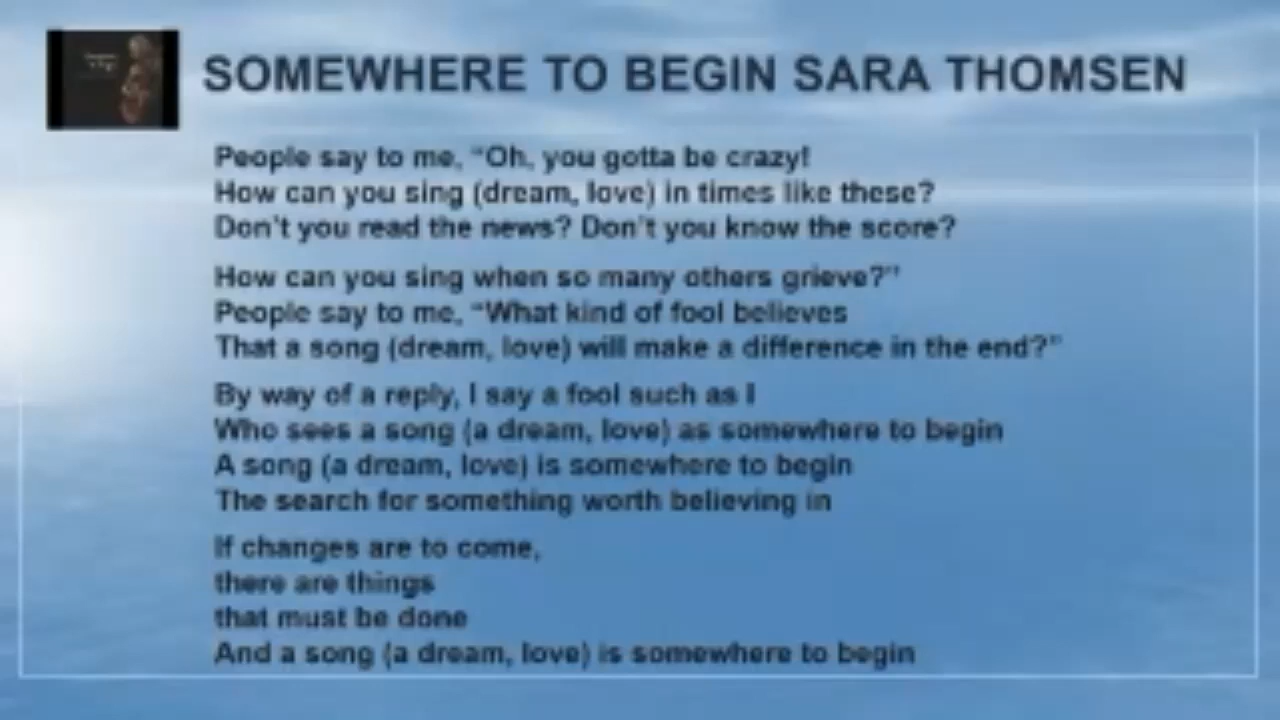 SOMEWHERE TO BEGIN SARA THOMSEN
People say to me, “Oh, you gotta be crazy!
How can you sing (dream, love) in times like these?
Don’t you read the news? Don’t you know the score?
How can you sing when so many others grieve?”
People say to me, “What kind of fool believes
That a song (dream, love) will make a difference in the end?”
By way of a reply, I say a fool such as I
Who sees a song (a dream, love) as somewhere to begin
A song (a dream, love) is somewhere to begin
The search for something worth believing in
If changes are to come,
there are things
that must be done
And a song (a dream, love) is somewhere to begin